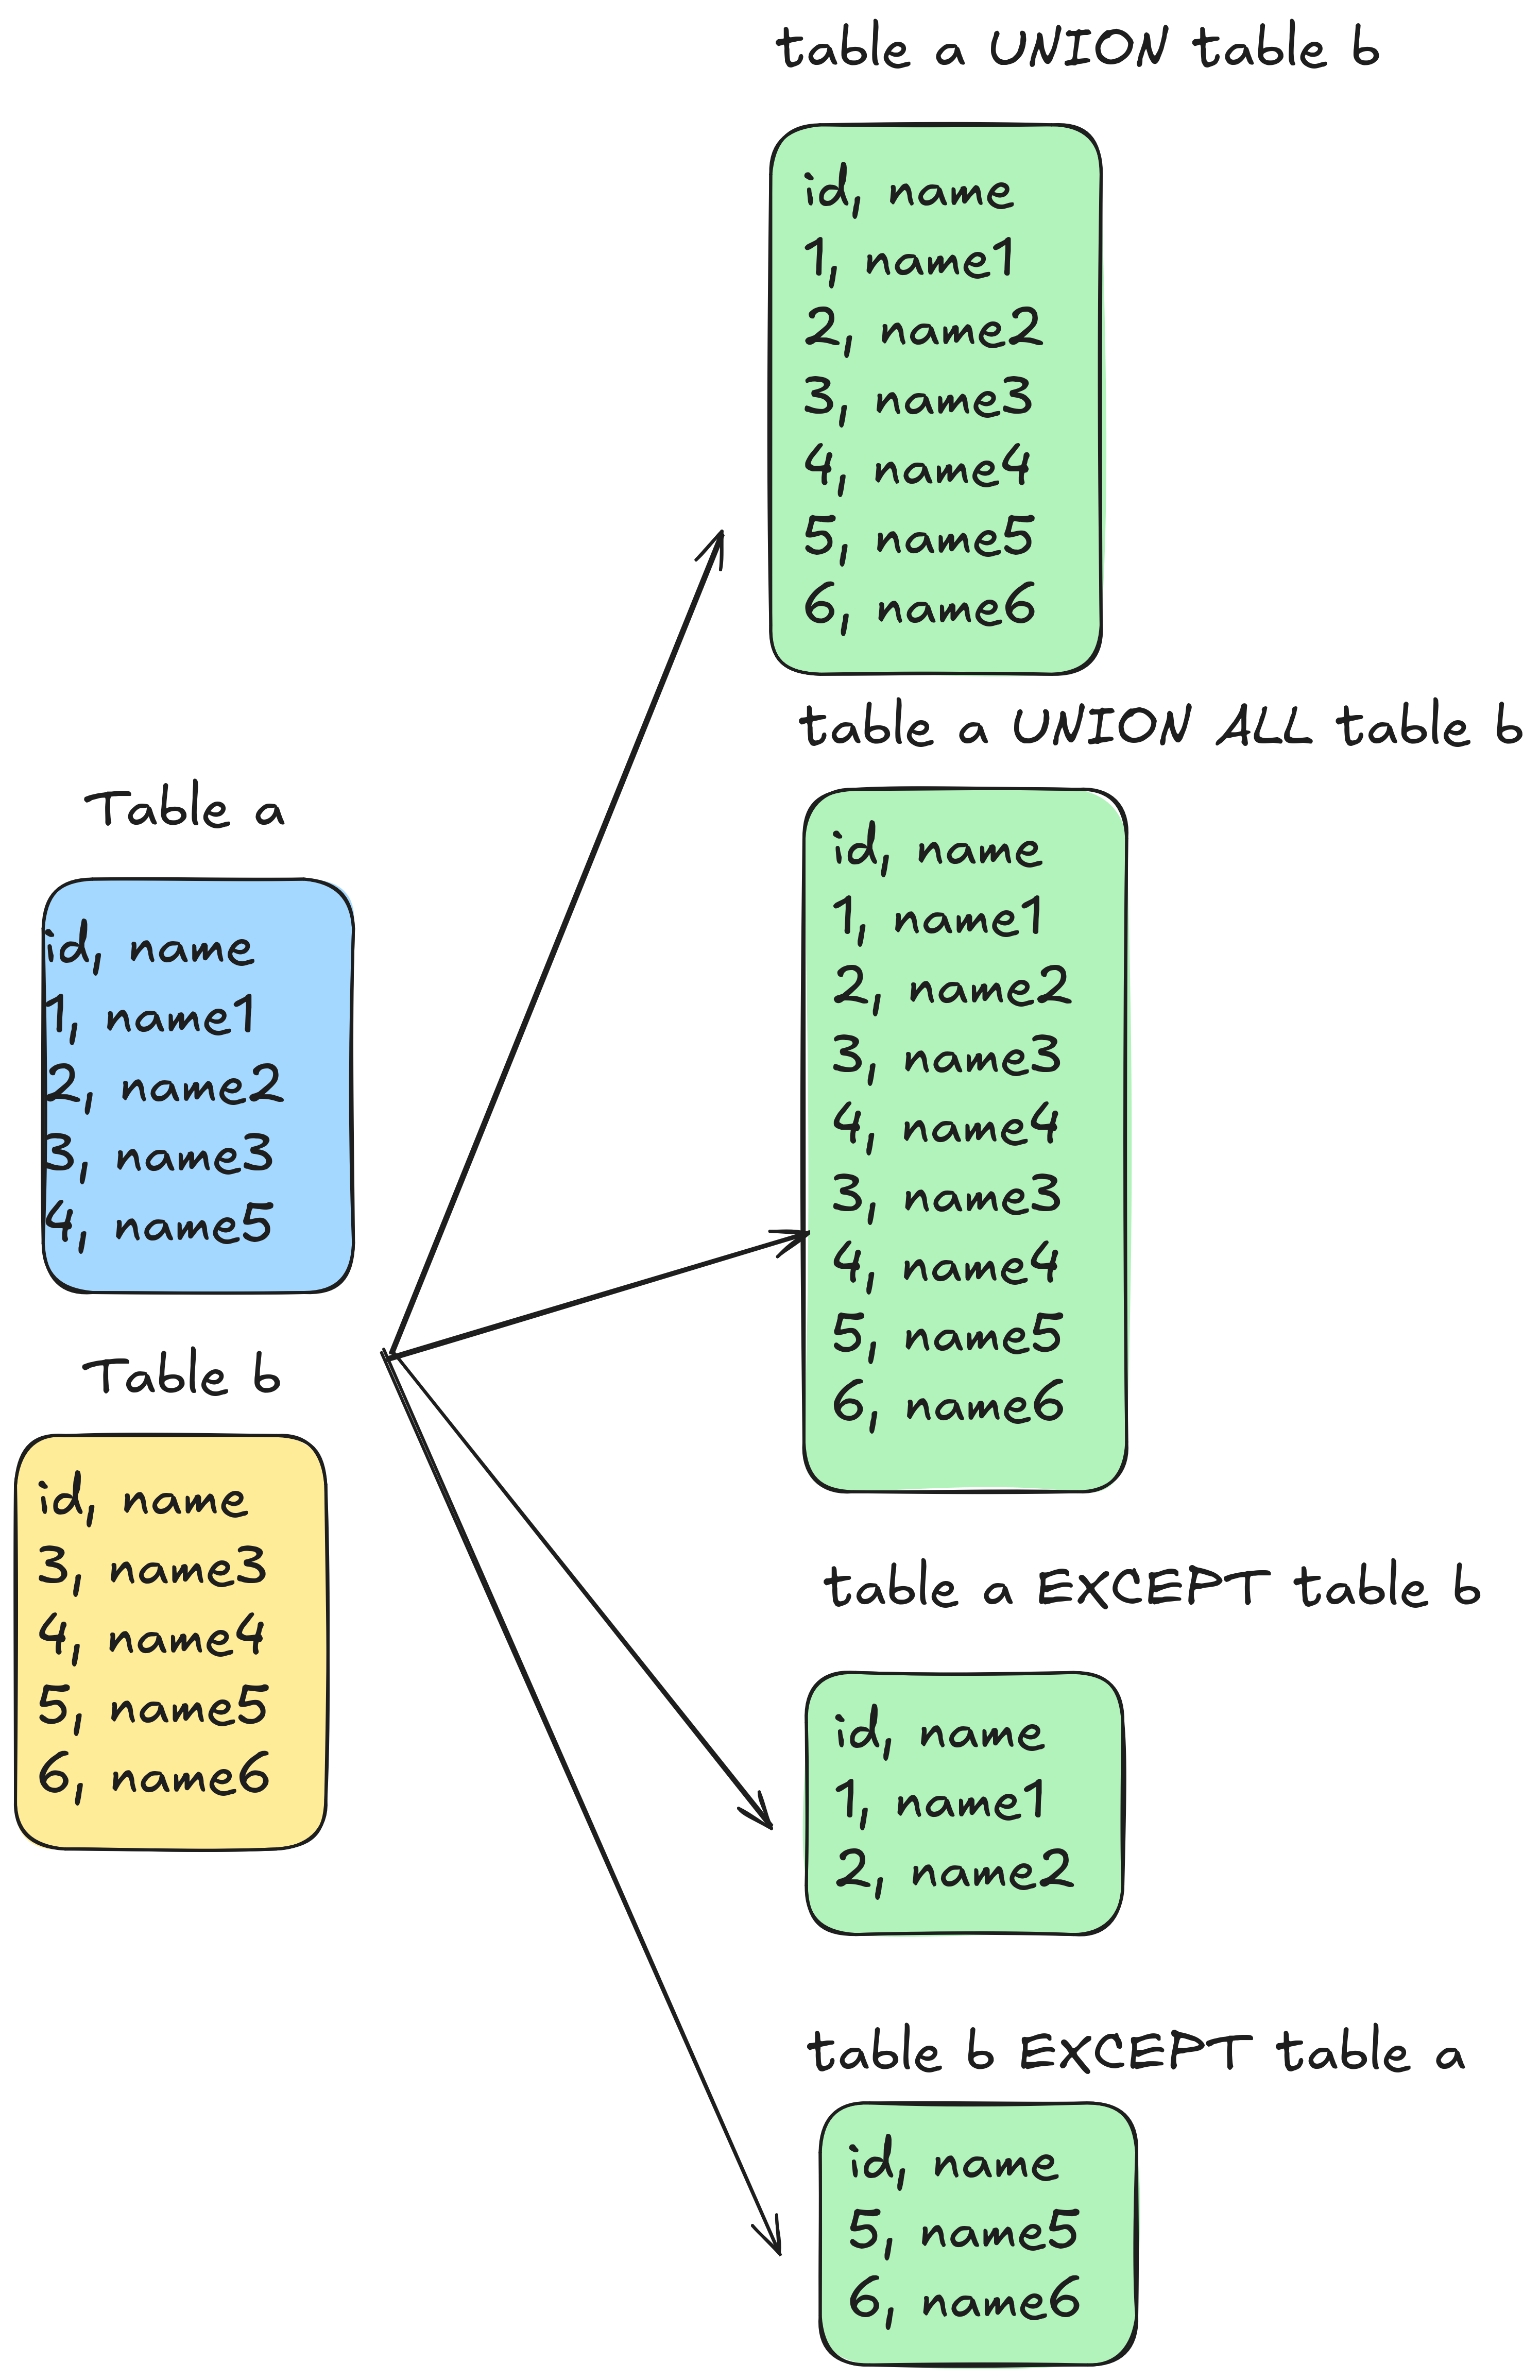 Table a
id, name
1, name1
2, name2
3, name3
4, name5
Table b
id, name
3, name3
4, name4
5, name5
6, name6
table a UNION table b
id, name
1, name1
2, name2
3, name3
4, name4
5, name5
6, name6
table a UNION ALL table b
id, name
1, name1
2, name2
3, name3
4, name4
3, name3
4, name4
5, name5
6, name6
table a EXCEPT table b
id, name
1, name1
2, name2
table b EXCEPT table a
id, name
5, name5
6, name6